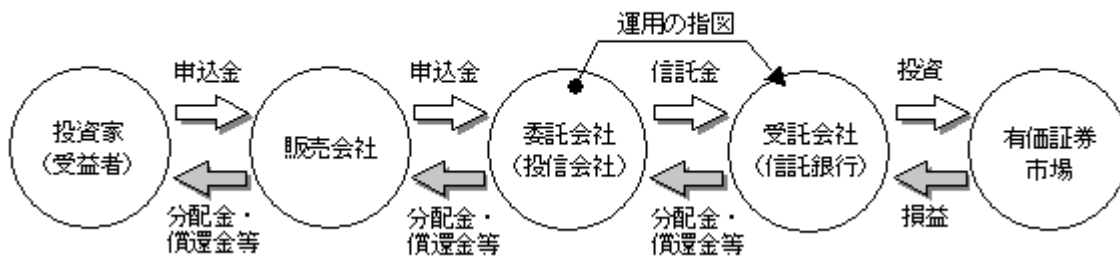 運用の指図
申込金
申込金
信託金
投資
投資家
(受益者)
販売会社
委託会社
(投信会社)
受託会社
(信託銀行)
有価証券
市場
分配金・
償還金等
分配金・
償還金等
分配金・
償還金等
損益